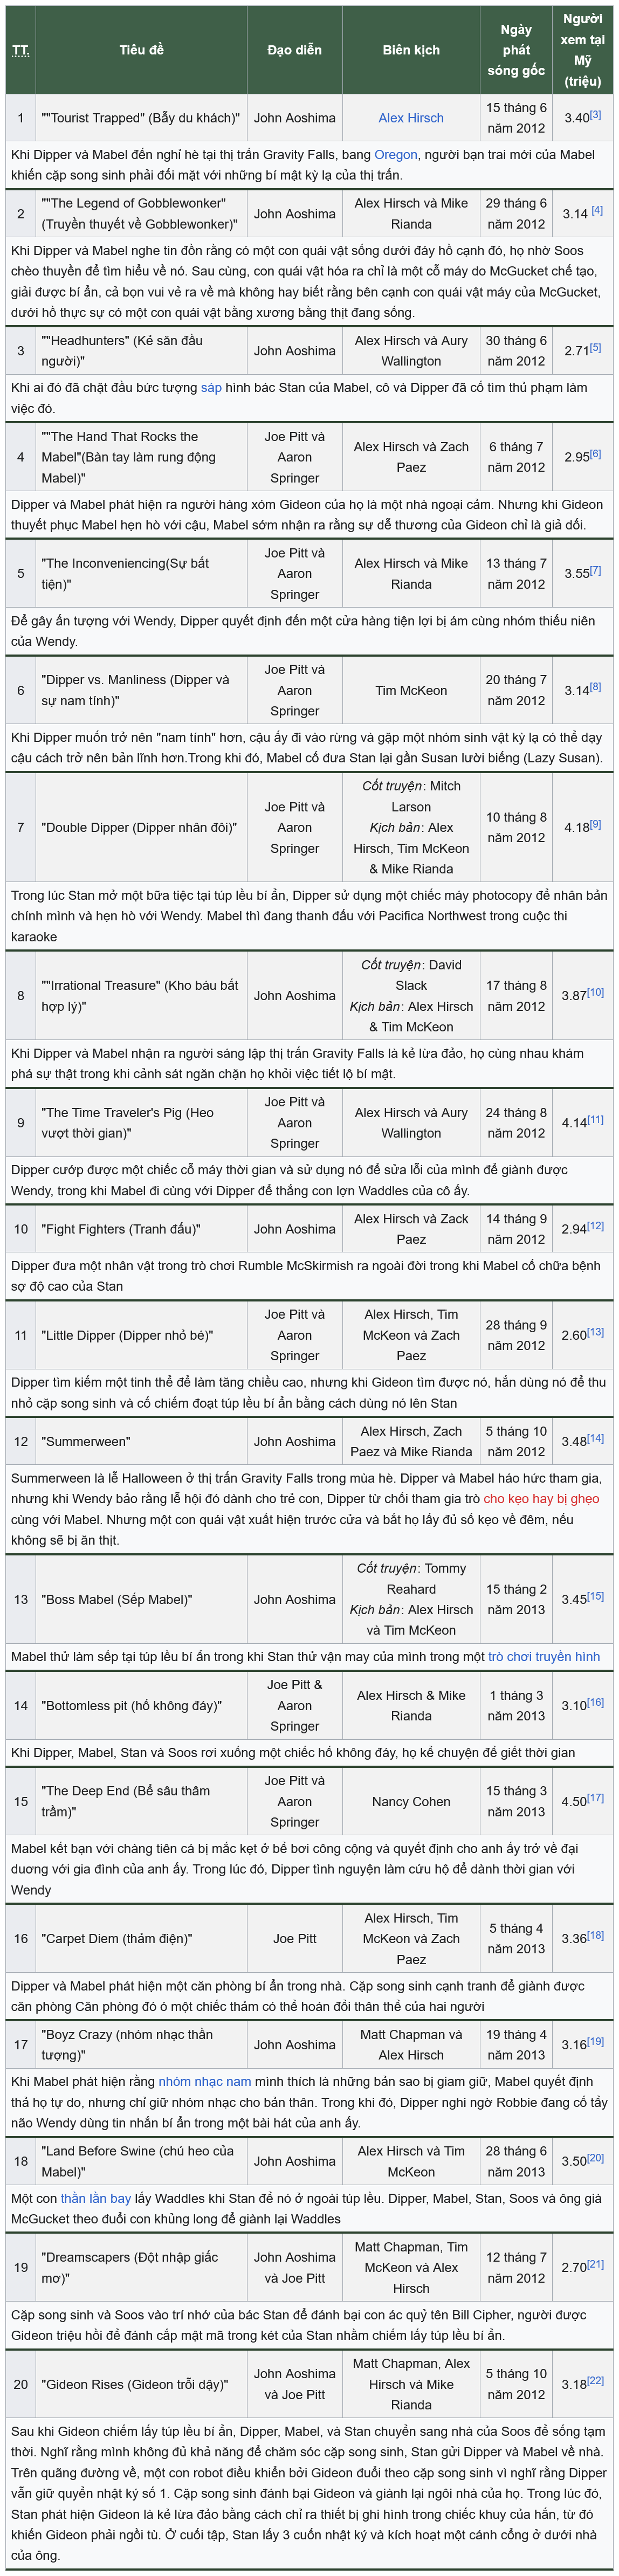 TT. Tiêu đề Đạo diễn Biên kịch Ngày phát sóng gốc Người xem tại Mỹ (triệu)
1 ""Tourist Trapped" (Bẫy du khách)" John Aoshima Alex Hirsch 15 tháng 6 năm 2012 3.40[3]
Khi Dipper và Mabel đến nghỉ hè tại thị trấn Gravity Falls, bang Oregon, người bạn trai mới của Mabel
khiến cặp song sinh phải đối mặt với những bí mật kỳ lạ của thị trấn.
2 ""The Legend of Gobblewonker" (Truyền thuyết về Gobblewonker)" John Aoshima Alex Hirsch và Mike Rianda 29 tháng 6 năm 2012 3.14 [4]
Khi Dipper và Mabel nghe tin đồn rằng có một con quái vật sống dưới đáy hồ cạnh đó, họ nhờ Soos
chèo thuyền để tìm hiểu về nó. Sau cùng, con quái vật hóa ra chỉ là một cỗ máy do McGucket chế tạo,
giải được bí ẩn, cả bọn vui vẻ ra về mà không hay biết rằng bên cạnh con quái vật máy của McGucket,
dưới hồ thực sự có một con quái vật bằng xương bằng thịt đang sống.
3 ""Headhunters" (Kẻ săn đầu người)" John Aoshima Alex Hirsch và Aury Wallington 30 tháng 6 năm 2012 2.71[5]
Khi ai đó đã chặt đầu bức tượng sáp hình bác Stan của Mabel, cô và Dipper đã cố tìm thủ phạm làm
việc đó.
4 ""The Hand That Rocks the Mabel"(Bàn tay làm rung động Mabel)" Joe Pitt và Aaron Springer Alex Hirsch và Zach Paez 6 tháng 7 năm 2012 2.95[6]
Dipper và Mabel phát hiện ra người hàng xóm Gideon của họ là một nhà ngoại cảm. Nhưng khi Gideon
thuyết phục Mabel hẹn hò với cậu, Mabel sớm nhận ra rằng sự dễ thương của Gideon chỉ là giả dối.
5 "The Inconveniencing(Sự bất tiện)" Joe Pitt và Aaron Springer Alex Hirsch và Mike Rianda 13 tháng 7 năm 2012 3.55[7]
Để gây ấn tượng với Wendy, Dipper quyết định đến một cửa hàng tiện lợi bị ám cùng nhóm thiếu niên
của Wendy.
6 "Dipper vs. Manliness (Dipper và sự nam tính)" Joe Pitt và Aaron Springer Tim McKeon 20 tháng 7 năm 2012 3.14[8]
Khi Dipper muốn trở nên "nam tính" hơn, cậu ấy đi vào rừng và gặp một nhóm sinh vật kỳ lạ có thể dạy
cậu cách trở nên bản lĩnh hơn.Trong khi đó, Mabel cố đưa Stan lại gần Susan lười biếng (Lazy Susan).
7 "Double Dipper (Dipper nhân đôi)" Joe Pitt và Aaron Springer Cốt truyện: Mitch Larson Kịch bản: Alex Hirsch, Tim McKeon & Mike Rianda 10 tháng 8 năm 2012 4.18[9]
Trong lúc Stan mở một bữa tiệc tại túp lều bí ẩn, Dipper sử dụng một chiếc máy photocopy để nhân bản
chính mình và hẹn hò với Wendy. Mabel thì đang thanh đấu với Pacifica Northwest trong cuộc thi
karaoke
8 ""Irrational Treasure" (Kho báu bất hợp lý)" John Aoshima Cốt truyện: David Slack Kịch bản: Alex Hirsch & Tim McKeon 17 tháng 8 năm 2012 3.87[10]
Khi Dipper và Mabel nhận ra người sáng lập thị trấn Gravity Falls là kẻ lừa đảo, họ cùng nhau khám
phá sự thật trong khi cảnh sát ngăn chặn họ khỏi việc tiết lộ bí mật.
9 "The Time Traveler's Pig (Heo vượt thời gian)" Joe Pitt và Aaron Springer Alex Hirsch và Aury Wallington 24 tháng 8 năm 2012 4.14[11]
Dipper cướp được một chiếc cỗ máy thời gian và sử dụng nó để sửa lỗi của mình để giành được
Wendy, trong khi Mabel đi cùng với Dipper để thắng con lợn Waddles của cô ấy.
10 "Fight Fighters (Tranh đấu)" John Aoshima Alex Hirsch và Zack Paez 14 tháng 9 năm 2012 2.94[12]
Dipper đưa một nhân vật trong trò chơi Rumble McSkirmish ra ngoài đời trong khi Mabel cố chữa bệnh
sợ độ cao của Stan
11 "Little Dipper (Dipper nhỏ bé)" Joe Pitt và Aaron Springer Alex Hirsch, Tim McKeon và Zach Paez 28 tháng 9 năm 2012 2.60[13]
Dipper tìm kiếm một tinh thể để làm tăng chiều cao, nhưng khi Gideon tìm được nó, hắn dùng nó để thu
nhỏ cặp song sinh và cố chiếm đoạt túp lều bí ẩn bằng cách dùng nó lên Stan
12 "Summerween" John Aoshima Alex Hirsch, Zach Paez và Mike Rianda 5 tháng 10 năm 2012 3.48[14]
Summerween là lễ Halloween ở thị trấn Gravity Falls trong mùa hè. Dipper và Mabel háo hức tham gia,
nhưng khi Wendy bảo rằng lễ hội đó dành cho trẻ con, Dipper từ chối tham gia trò cho kẹo hay bị ghẹo
cùng với Mabel. Nhưng một con quái vật xuất hiện trước cửa và bắt họ lấy đủ số kẹo về đêm, nếu
không sẽ bị ăn thịt.
13 "Boss Mabel (Sếp Mabel)" John Aoshima Cốt truyện: Tommy Reahard Kịch bản: Alex Hirsch và Tim McKeon 15 tháng 2 năm 2013 3.45[15]
Mabel thử làm sếp tại túp lều bí ẩn trong khi Stan thử vận may của mình trong một trò chơi truyền hình
14 "Bottomless pit (hố không đáy)" Joe Pitt & Aaron Springer Alex Hirsch & Mike Rianda 1 tháng 3 năm 2013 3.10[16]
Khi Dipper, Mabel, Stan và Soos rơi xuống một chiếc hố không đáy, họ kể chuyện để giết thời gian
15 "The Deep End (Bể sâu thăm trầm)" Joe Pitt và Aaron Springer Nancy Cohen 15 tháng 3 năm 2013 4.50[17]
Mabel kết bạn với chàng tiên cá bị mắc kẹt ở bể bơi công cộng và quyết định cho anh ấy trở về đại
duơng với gia đình của anh ấy. Trong lúc đó, Dipper tình nguyện làm cứu hộ để dành thời gian với
Wendy
16 "Carpet Diem (thảm điện)" Joe Pitt Alex Hirsch, Tim McKeon và Zach Paez 5 tháng 4 năm 2013 3.36[18]
Dipper và Mabel phát hiện một căn phòng bí ẩn trong nhà. Cặp song sinh cạnh tranh để giành được
căn phòng Căn phòng đó ó một chiếc thảm có thể hoán đổi thân thể của hai người
17 "Boyz Crazy (nhóm nhạc thần tượng)" John Aoshima Matt Chapman và Alex Hirsch 19 tháng 4 năm 2013 3.16[19]
Khi Mabel phát hiện rằng nhóm nhạc nam mình thích là những bản sao bị giam giữ, Mabel quyết định
thả họ tự do, nhưng chỉ giữ nhóm nhạc cho bản thân. Trong khi đó, Dipper nghi ngờ Robbie đang cố tẩy
não Wendy dùng tin nhắn bí ẩn trong một bài hát của anh ấy.
18 "Land Before Swine (chú heo của Mabel)" John Aoshima Alex Hirsch và Tim McKeon 28 tháng 6 năm 2013 3.50[20]
Một con thằn lằn bay lấy Waddles khi Stan để nó ở ngoài túp lều. Dipper, Mabel, Stan, Soos và ông già
McGucket theo đuổi con khủng long để giành lại Waddles
19 "Dreamscapers (Đột nhập giấc mơ)" John Aoshima và Joe Pitt Matt Chapman, Tim McKeon và Alex Hirsch 12 tháng 7 năm 2012 2.70[21]
Cặp song sinh và Soos vào trí nhớ của bác Stan để đánh bại con ác quỷ tên Bill Cipher, người được
Gideon triệu hồi để đánh cắp mật mã trong két của Stan nhằm chiếm lấy túp lều bí ẩn.
20 "Gideon Rises (Gideon trỗi dậy)" John Aoshima và Joe Pitt Matt Chapman, Alex Hirsch và Mike Rianda 5 tháng 10 năm 2012 3.18[22]
Sau khi Gideon chiếm lấy túp lều bí ẩn, Dipper, Mabel, và Stan chuyển sang nhà của Soos để sống tạm
thời. Nghĩ rằng mình không đủ khả năng để chăm sóc cặp song sinh, Stan gửi Dipper và Mabel về nhà.
Trên quãng đường về, một con robot điều khiển bởi Gideon đuổi theo cặp song sinh vì nghĩ rằng Dipper
vẫn giữ quyển nhật ký số 1. Cặp song sinh đánh bại Gideon và giành lại ngôi nhà của họ. Trong lúc đó,
Stan phát hiện Gideon là kẻ lừa đảo bằng cách chỉ ra thiết bị ghi hình trong chiếc khuy của hắn, từ đó
khiến Gideon phải ngồi tù. Ở cuối tập, Stan lấy 3 cuốn nhật ký và kích hoạt một cánh cổng ở dưới nhà
của ông.